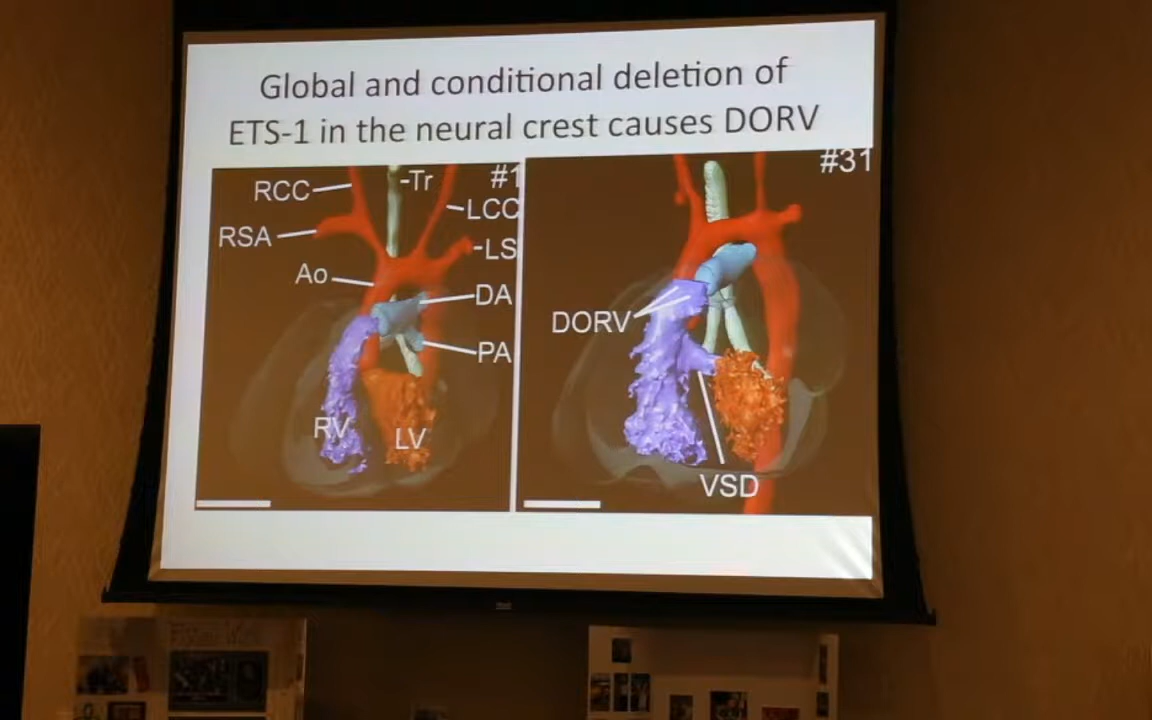 Global and conditional deletion of
ETS-1 in the neural crest causes DORV
RCC
Tr
#1
LCC
RSA
LS
Ao
DA
PA
RV
LV
#31
DORV
VSD